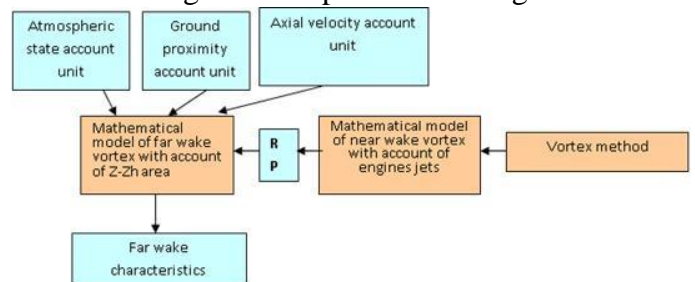 Atmospheric
state account
unit
Ground
proximity
account unit
Axial velocity account
unit
Mathematical
model of far wake
vortex with account
of Z-Zh area
R
P
Mathematical model
of near wake vortex
with account of
engines jets
Vortex method
Far wake
characteristics